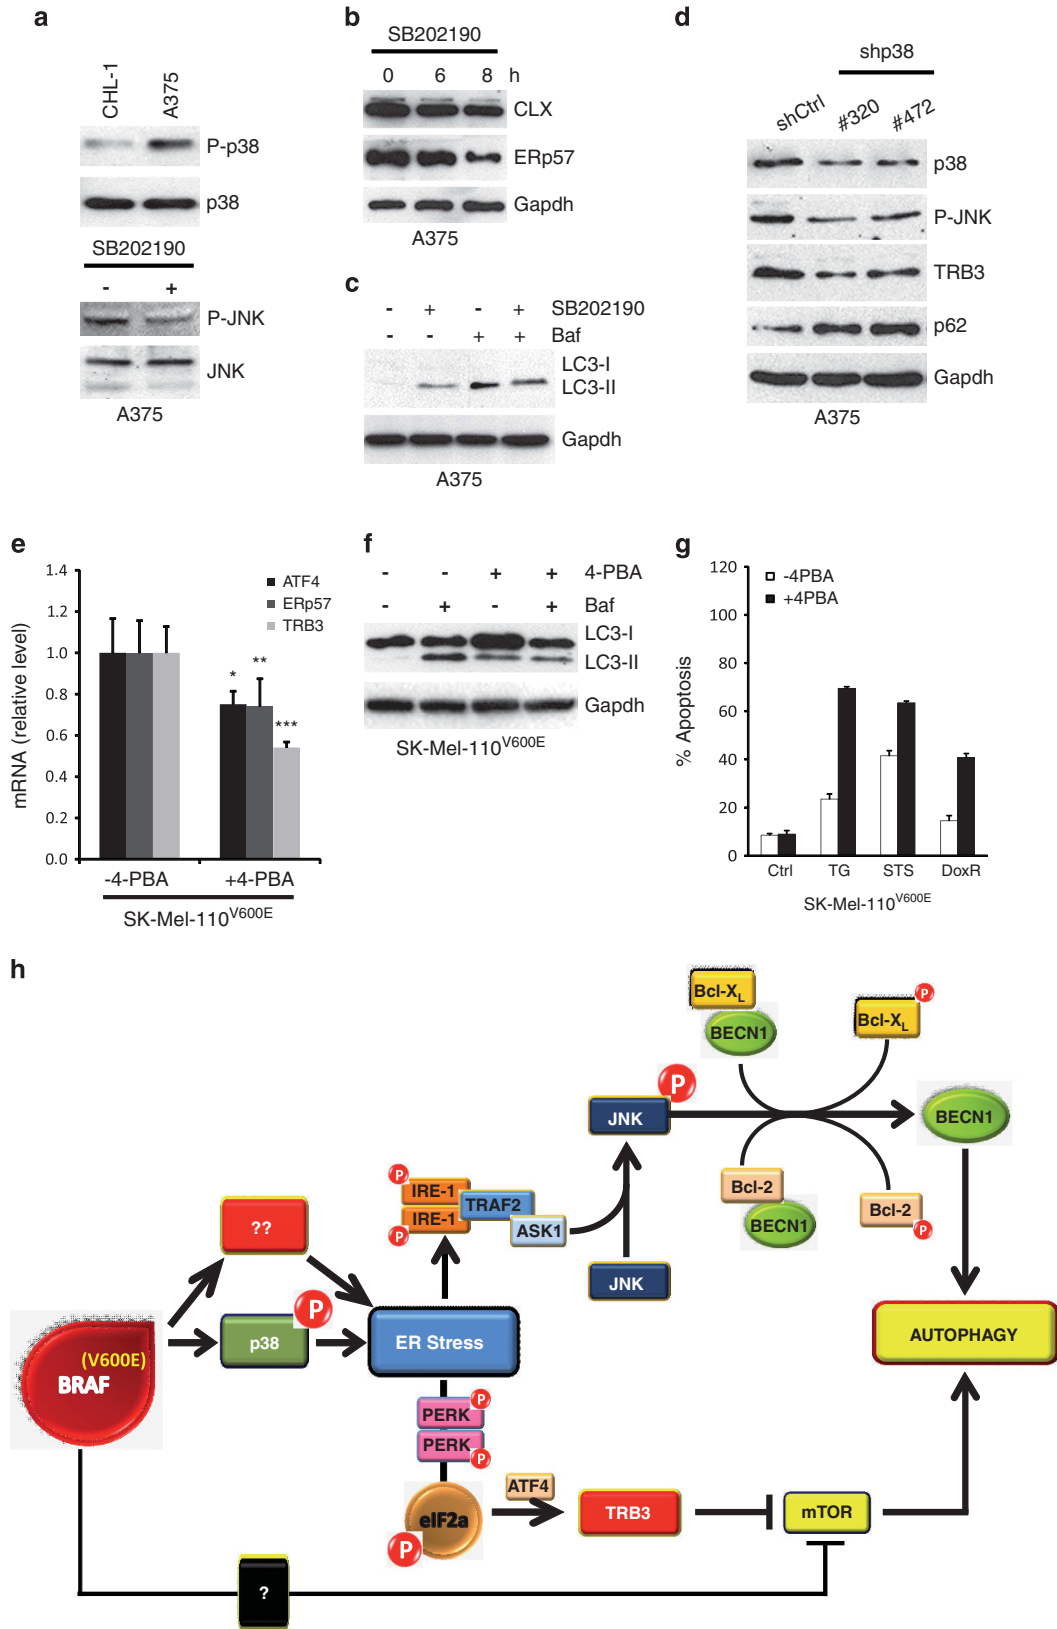 a
CHL-1
A375
P-p38
p38
SB202190
- +
P-JNK
JNK
A375
b
SB202190
0 6 8 h
CLX
ERp57
Gapdh
A375
c
- + - + SB202190
- - + + Baf
LC3-I
LC3-II
Gapdh
A375
d
shp38
shCtrl #320 #472
p38
P-JNK
TRB3
p62
Gapdh
A375
e
mRNA (relative level)
1.4
1.2
1.0
0.8
0.6
0.4
0.2
0.0
ATF4
ERp57
TRB3
*
**
***
-4-PBA +4-PBA
SK-Mel-110V600E
f
- - + + 4-PBA
- + - + Baf
LC3-I
LC3-II
Gapdh
SK-Mel-110V600E
g
% Apoptosis
120
100
80
60
40
20
0
-4PBA
+4PBA
Ctrl TG STS DoxR
SK-Mel-110V600E
h
Bcl-XL
BECN1
P
Bcl-XL
P
JNK
BECN1
Bcl-2
BECN1
Bcl-2
P
P
IRE-1
P
IRE-1
TRAF2
ASK1
JNK
??
P
p38
ER Stress
AUTOPHAGY
(V600E)
BRAF
PERK
P
PERK
P
ATF4
eIF2a
P
TRB3
mTOR
?